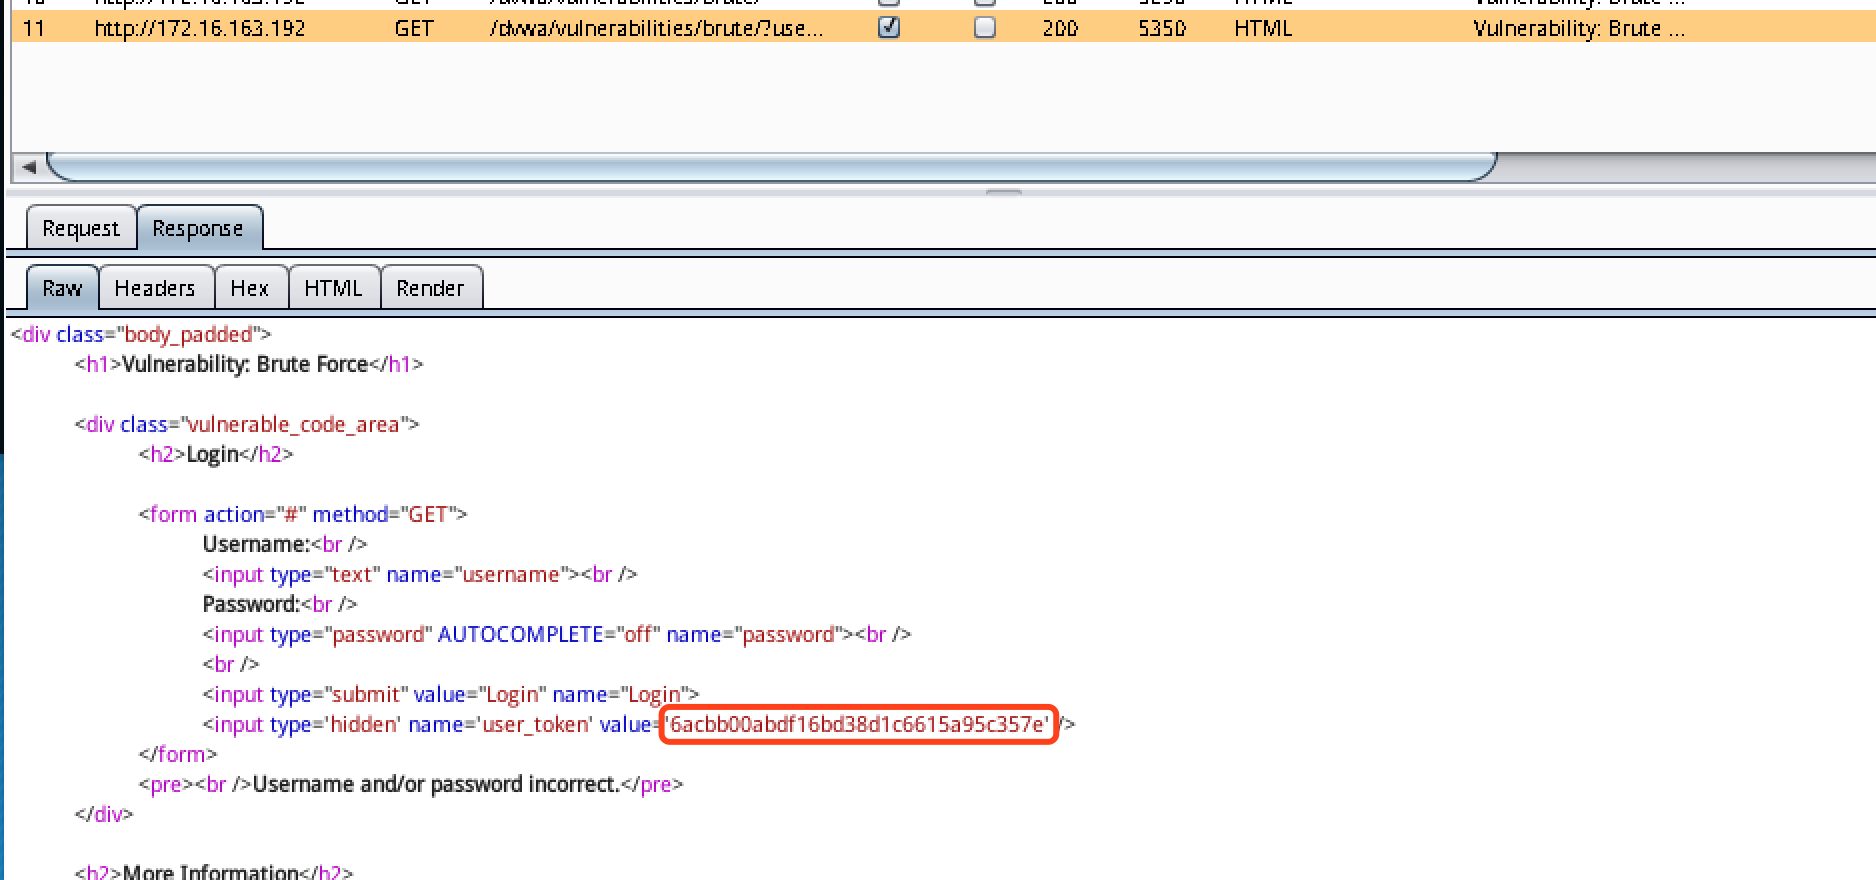 11 http://172.16.163.192 GET /dvwa/vulnerabilities/brute/?use... 200 5350 HTML Vulnerability: Brute ...
Request Response
Raw Headers Hex HTML Render
<div class="body_padded">
<h1>Vulnerability: Brute Force</h1>
<div class="vulnerable_code_area">
<h2>Login</h2>
<form action="#" method="GET">
Username:<br />
<input type="text" name="username"><br />
Password:<br />
<input type="password" AUTOCOMPLETE="off" name="password"><br />
<br />
<input type="submit" value="Login" name="Login">
<input type='hidden' name='user_token' value='6acbb00abdf16bd38d1c6615a95c357e' />
</form>
<pre><br />Username and/or password incorrect.</pre>
</div>
<h2>More Information</h2>